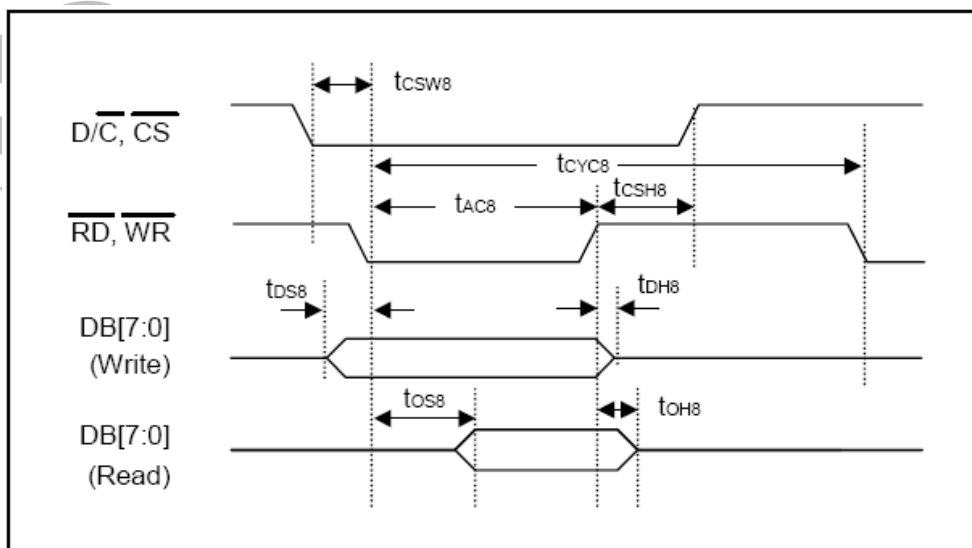 tCSW8
D/C, CS
tCYC8
tCSH8
tAC8
RD, WR
tDS8
tDH8
DB[7:0]
(Write)
tOS8
tOH8
DB[7:0]
(Read)